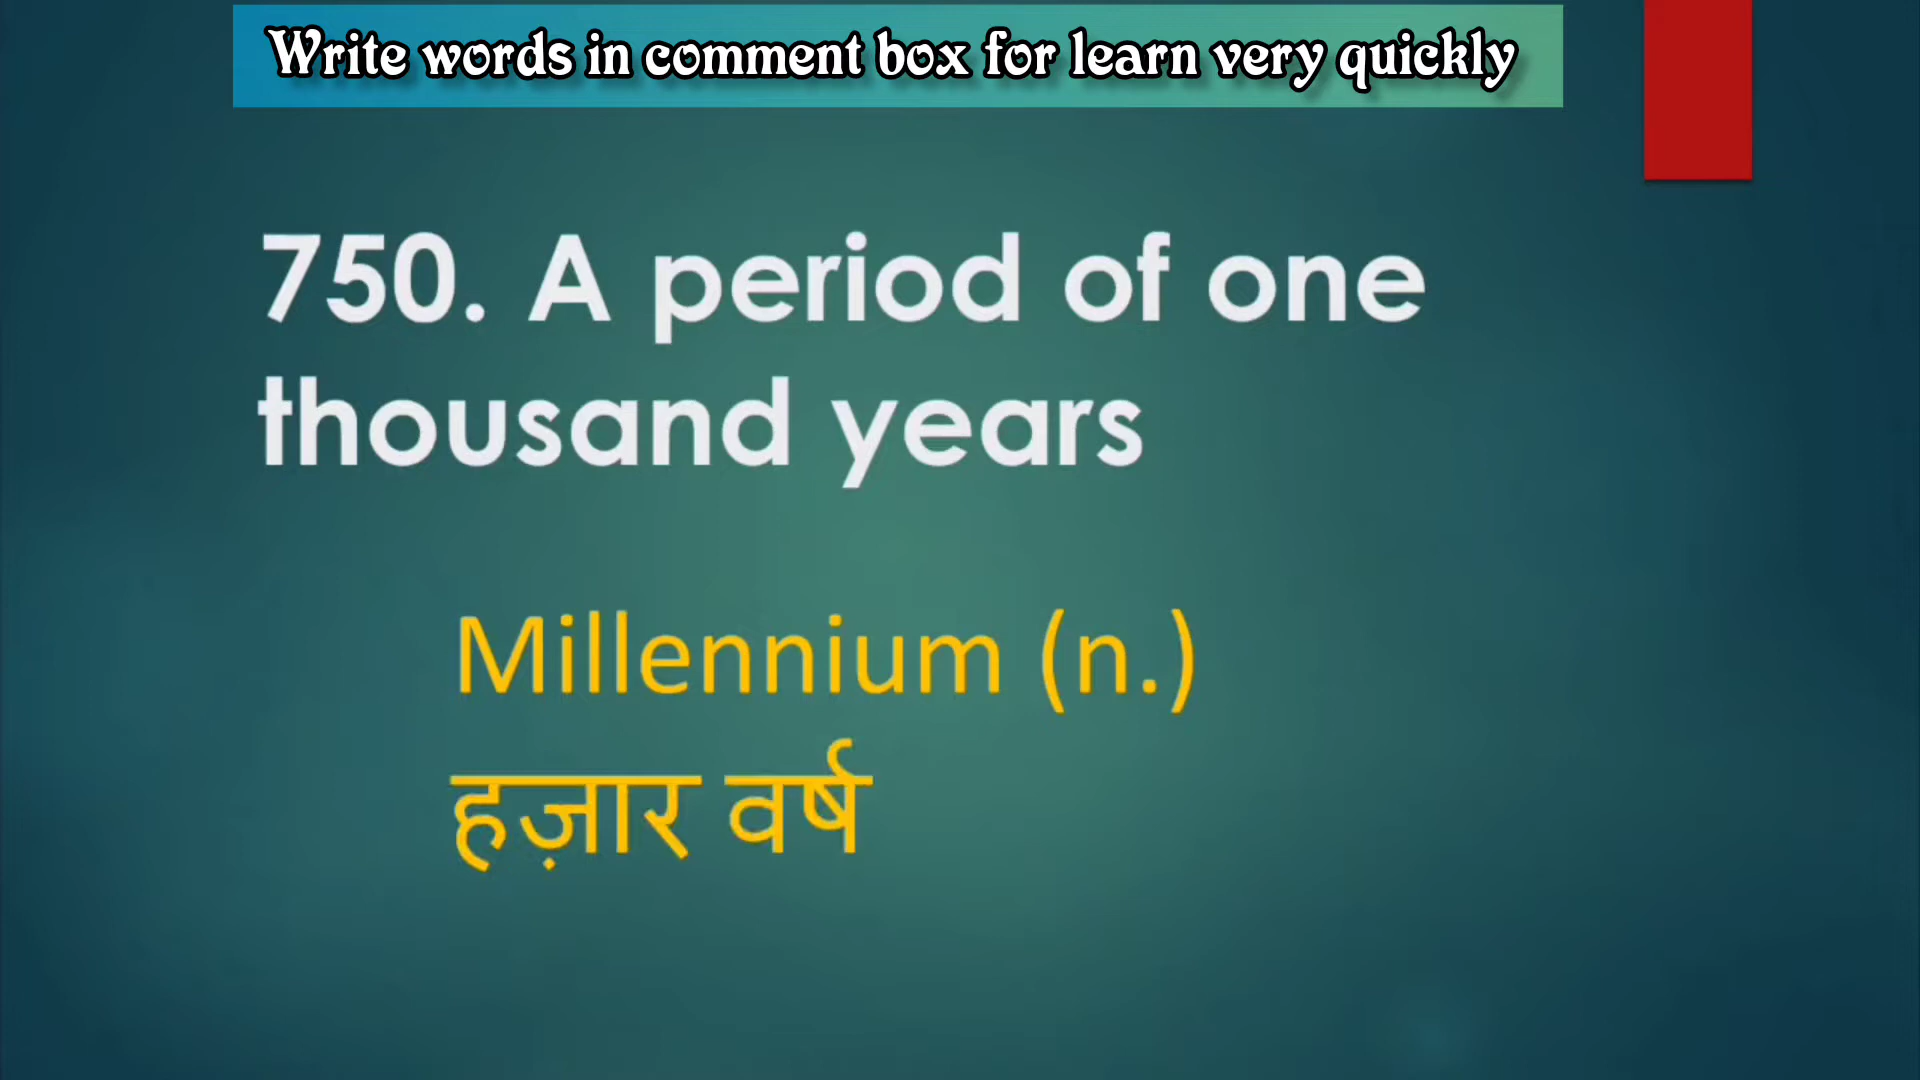 Write words in comment box for learn very quickly
750. A period of one
thousand years
Millennium (n.)
हज़ार वर्ष